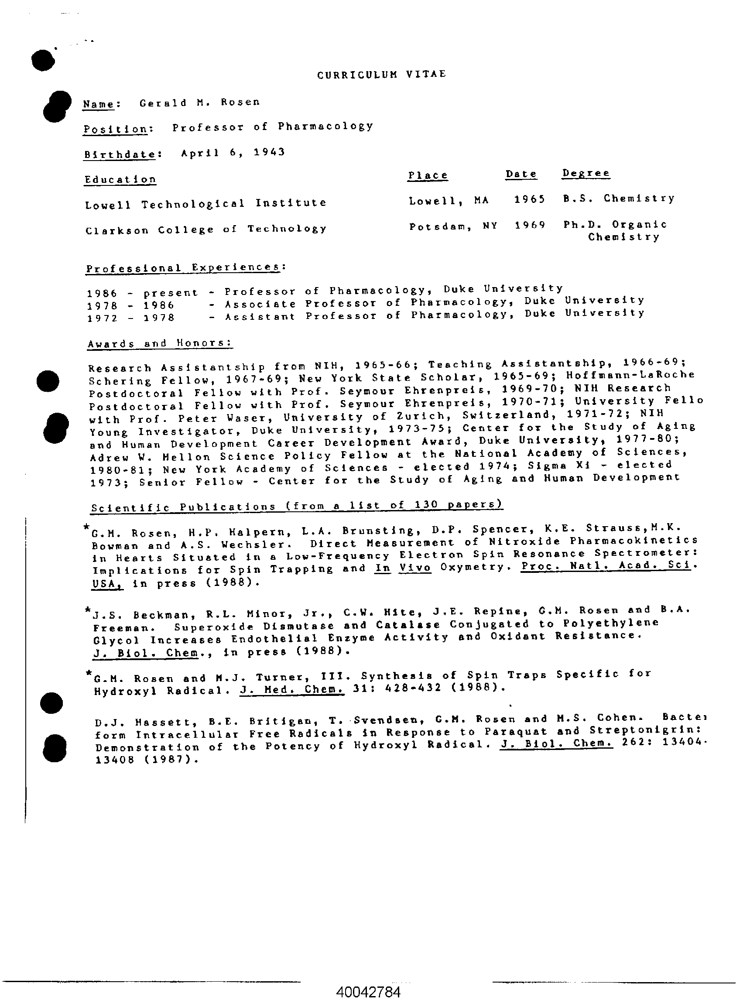 CURRICULUM VITAE
Name: Gerald M. Rosen
Position: Professor of Pharmacology
Birthdate: April 6, 1943
Education Place Date Degree
Lowell Technological Institute Lowell, MA 1965 B.S. Chemistry
Clarkson College of Technology Potsdam, NY 1969 Ph.D. Organic
Chemistry
Professional Experiences:
1986 - present - Professor of Pharmacology, Duke University
1978 - 1986 - Associate Professor of Pharmacology, Duke University
1972 - 1978 - Assistant Professor of Pharmacology, Duke University
Awards and Honors:
Research Assistantship from NIH, 1965-66; Teaching Assistantship, 1966-69;
Schering Fellow, 1967-69; New York State Scholar, 1965-69; Hoffmann-LaRoche
Postdoctoral Fellow with Prof. Seymour Ehrenpreis, 1969-70; NIH Research
Postdoctoral Fellow with Prof. Seymour Ehrenpreis, 1970-71; University Fello
with Prof. Peter Waser, University of Zurich, Switzerland, 1971-72; NIH
Young Investigator, Duke University, 1973-75; Center for the Study of Aging
and Human Development Career Development Award, Duke University, 1977-80;
Adrew W. Mellon Science Policy Fellow at the National Academy of Sciences,
1980-81; New York Academy of Sciences - elected 1974; Sigma Xi - elected
1973; Senior Fellow - Center for the Study of Aging and Human Development
Scientific Publications (from a list of 130 papers)
*G.M. Rosen, H.P. Halpern, L.A. Brunsting, D.P. Spencer, K.E. Strauss,M.K.
Bowman and A.S. Wechsler. Direct Measurement of Nitroxide Pharmacokinetics
in Hearts Situated in a Low-Frequency Electron Spin Resonance Spectrometer:
Implications for Spin Trapping and In Vivo Oxymetry. Proc. Natl. Acad. Sci.
USA, in press (1988).
*J.S. Beckman, R.L. Minor, Jr., C.W. Hite, J.E. Repine, G.M. Rosen and B.A.
Freeman. Superoxide Dismutase and Catalase Conjugated to Polyethylene
Glycol Increases Endothelial Enzyme Activity and Oxidant Resistance.
J. Biol. Chem., in press (1988).
*G.M. Rosen and M.J. Turner, III. Synthesis of Spin Traps Specific for
Hydroxyl Radical. J. Med. Chem. 31: 428-432 (1988).
D.J. Hassett, B.E. Britigan, T. Svendsen, G.M. Rosen and M.S. Cohen. Bacter
form Intracellular Free Radicals in Response to Paraquat and Streptonigrin:
Demonstration of the Potency of Hydroxyl Radical. J. Biol. Chem. 262: 13404-
13408 (1987).
40042784